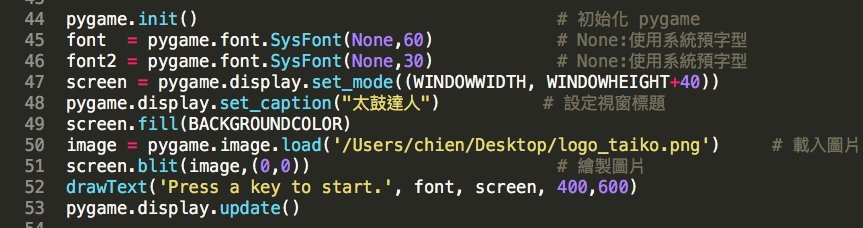 44 pygame.init() # 初始化 pygame
45 font = pygame.font.SysFont(None,60) # None:使用系統預字型
46 font2 = pygame.font.SysFont(None,30) # None:使用系統預字型
47 screen = pygame.display.set_mode((WINDOWWIDTH, WINDOWHEIGHT+40))
48 pygame.display.set_caption("太鼓達人") # 設定視窗標題
49 screen.fill(BACKGROUNDCOLOR)
50 image = pygame.image.load('/Users/chien/Desktop/logo_taiko.png') # 載入圖片
51 screen.blit(image,(0,0)) # 繪製圖片
52 drawText('Press a key to start.', font, screen, 400,600)
53 pygame.display.update()